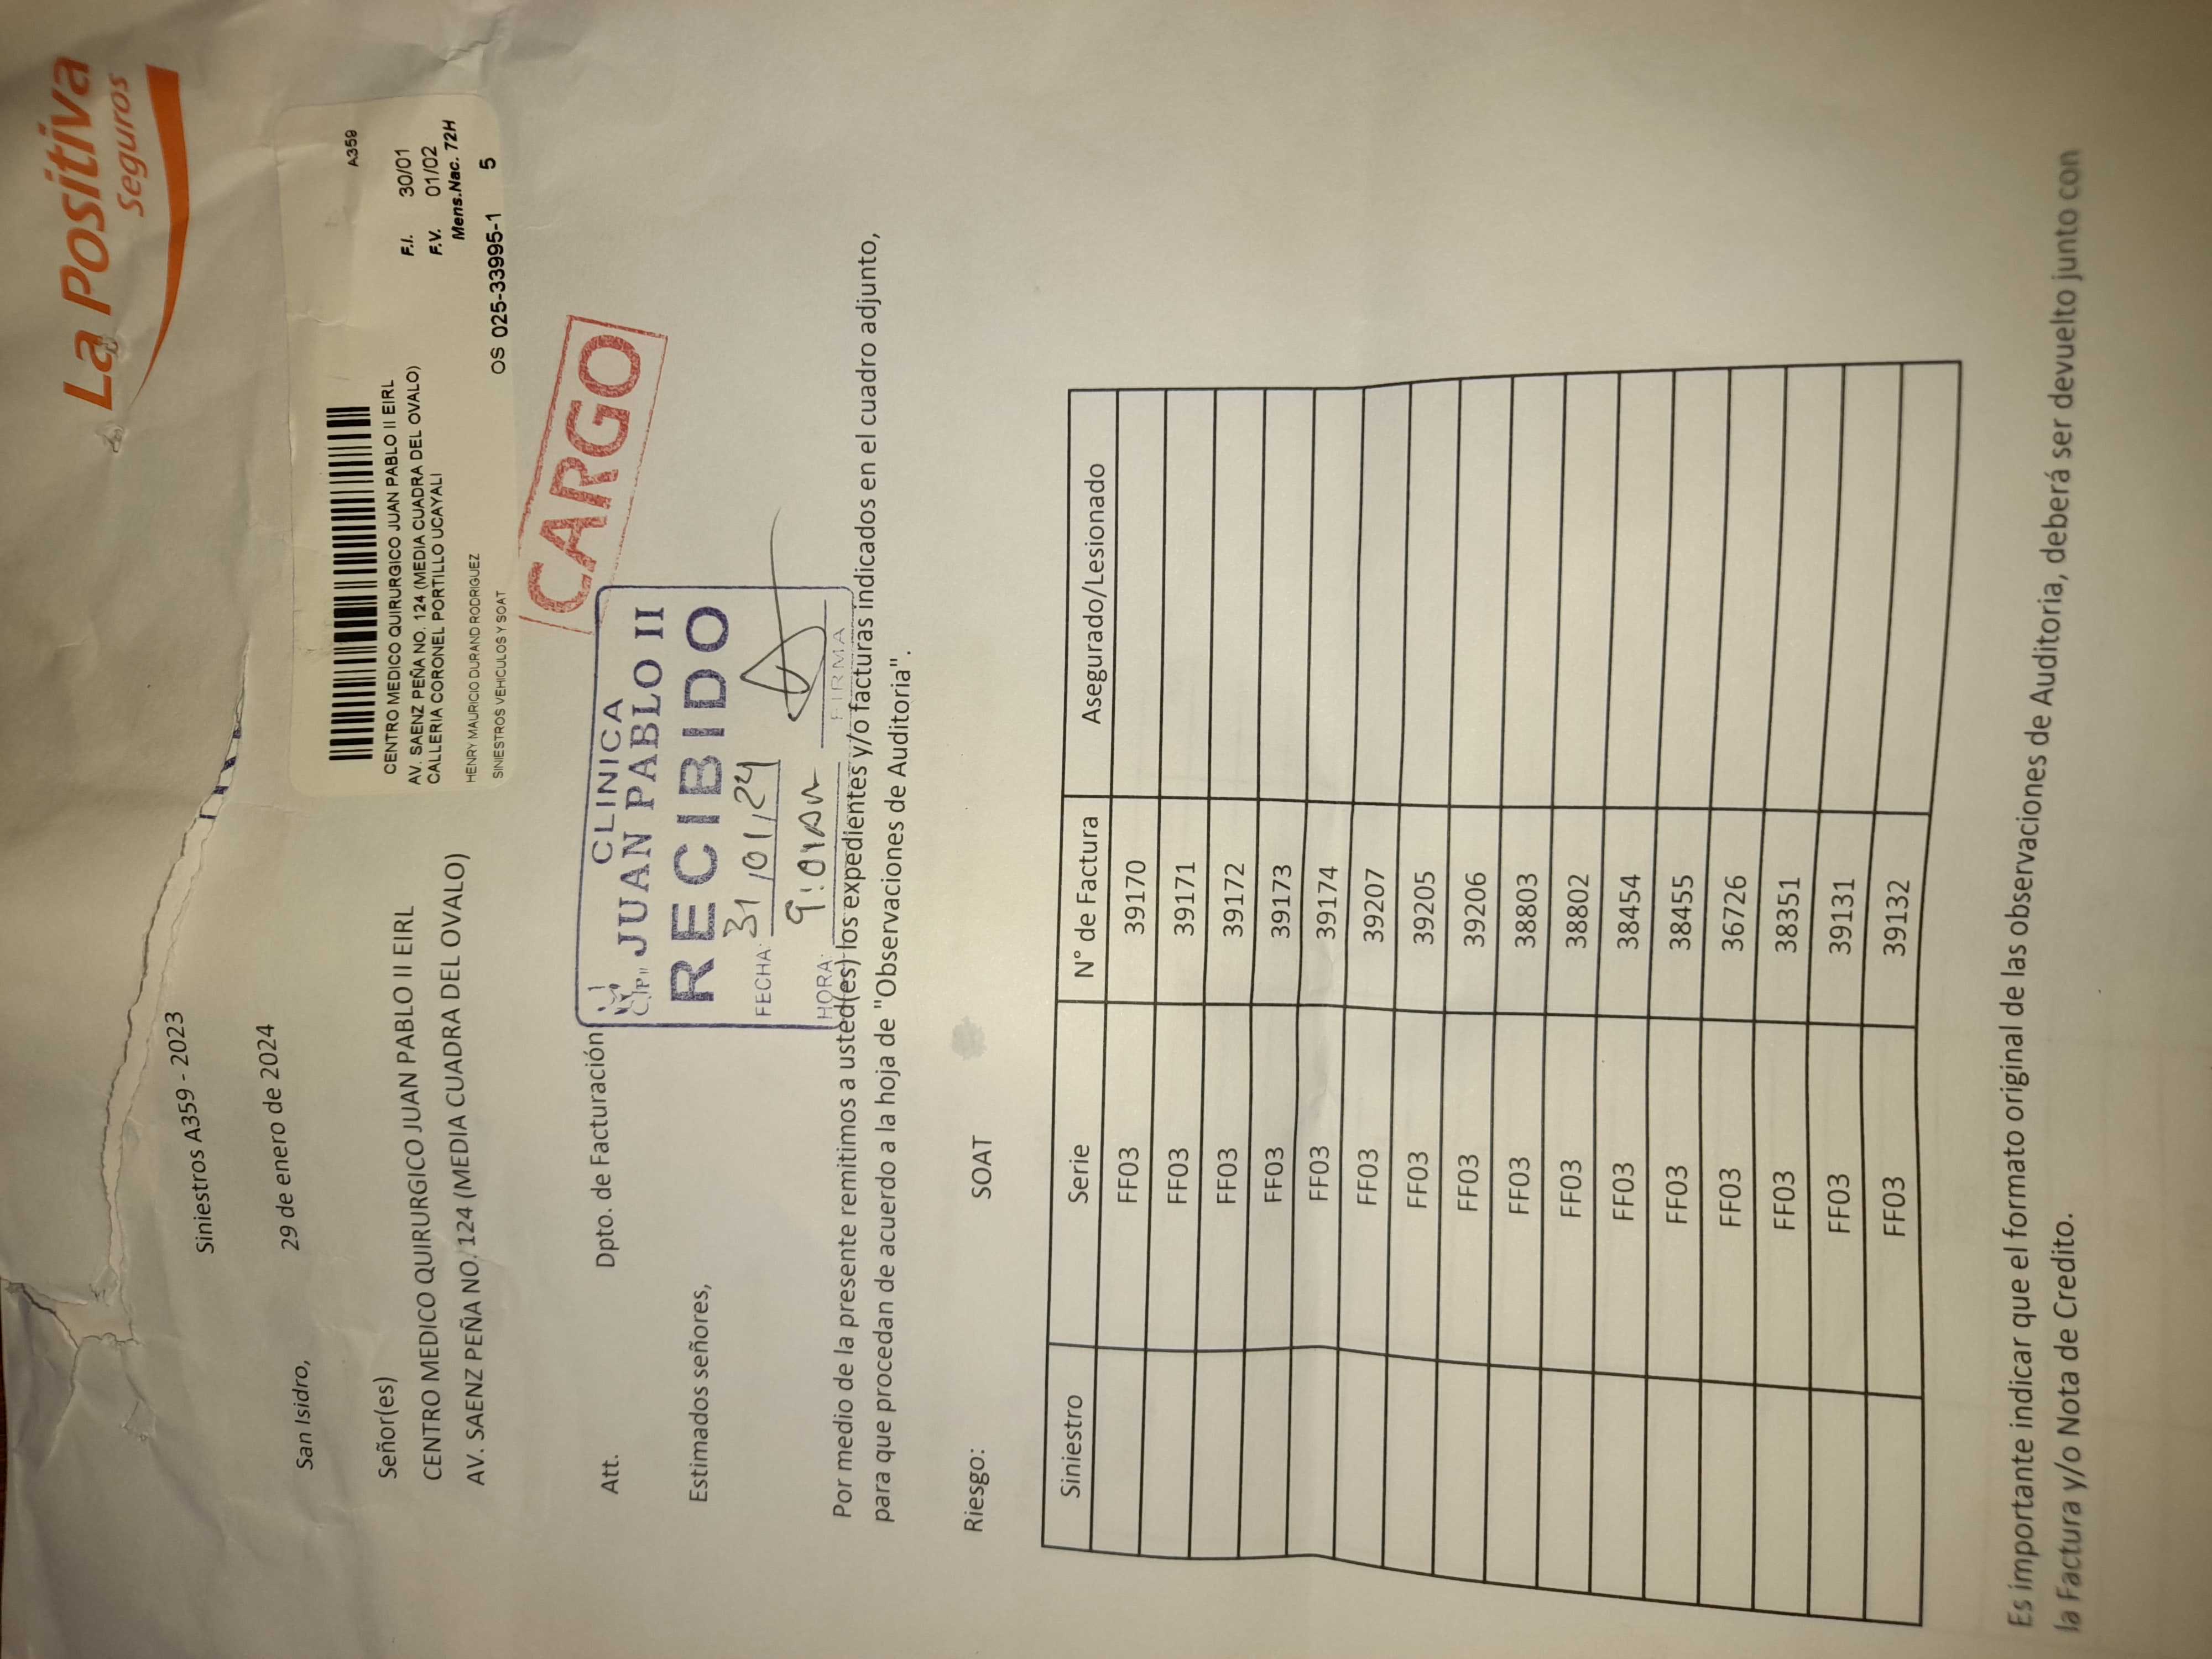 La Positiva
Seguros
Siniestros A359 - 2023
San Isidro, 29 de enero de 2024
A359
CENTRO MEDICO QUIRURGICO JUAN PABLO II EIRL
AV. SAENZ PEÑA NO. 124 (MEDIA CUADRA DEL OVALO)
CALLERIA CORONEL PORTILLO UCAYALI
F.I. 30/01
F.V. 01/02
Mens.Nac. 72H
HENRY MAURICIO DURAND RODRIGUEZ
SINIESTROS VEHICULOS Y SOAT
OS 025-339995-1 5
Señor(es)
CENTRO MEDICO QUIRURGICO JUAN PABLO II EIRL
AV. SAENZ PEÑA NO. 124 (MEDIA CUADRA DEL OVALO)
CARGO
Att. Dpto. de Facturación
CLINICA
CJP II JUAN PABLO II
RECIBIDO
FECHA: 31/01/24
HORA: 9:01am FIRMA
Estimados señores,
Por medio de la presente remitimos a usted(es) los expedientes y/o facturas indicados en el cuadro adjunto,
para que procedan de acuerdo a la hoja de "Observaciones de Auditoria".
Riesgo: SOAT
Siniestro Serie N° de Factura Asegurado/Lesionado
FF03 39170
FF03 39171
FF03 39172
FF03 39173
FF03 39174
FF03 39207
FF03 39205
FF03 39206
FF03 38803
FF03 38802
FF03 38454
FF03 38455
FF03 36726
FF03 38351
FF03 39131
FF03 39132
Es importante indicar que el formato original de las observaciones de Auditoria, deberá ser devuelto junto con
la Factura y/o Nota de Credito.